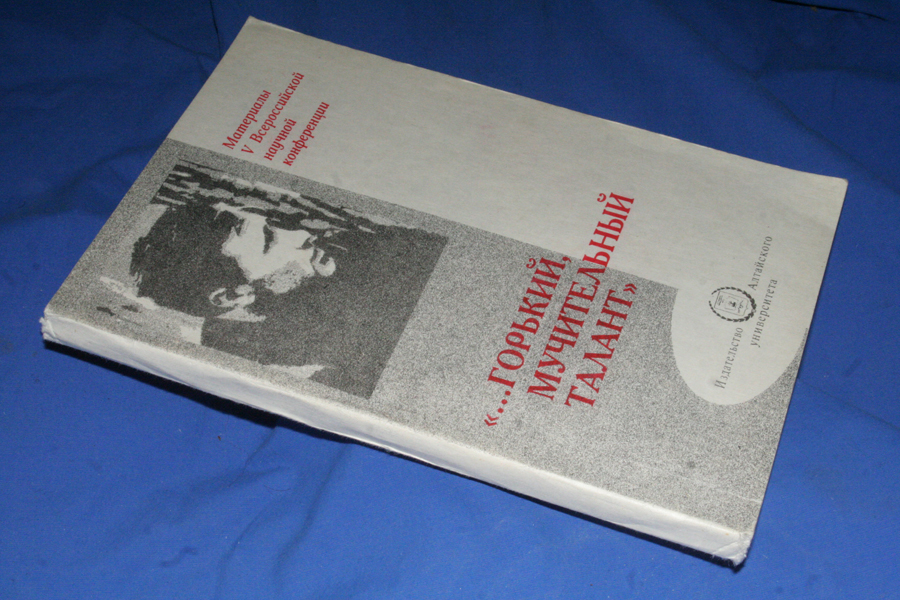 Материалы
V Всероссийской
научной
конференции
«...ГОРЬКИЙ,
МУЧИТЕЛЬНЫЙ
ТАЛАНТ»
Издательство Алтайского
университета